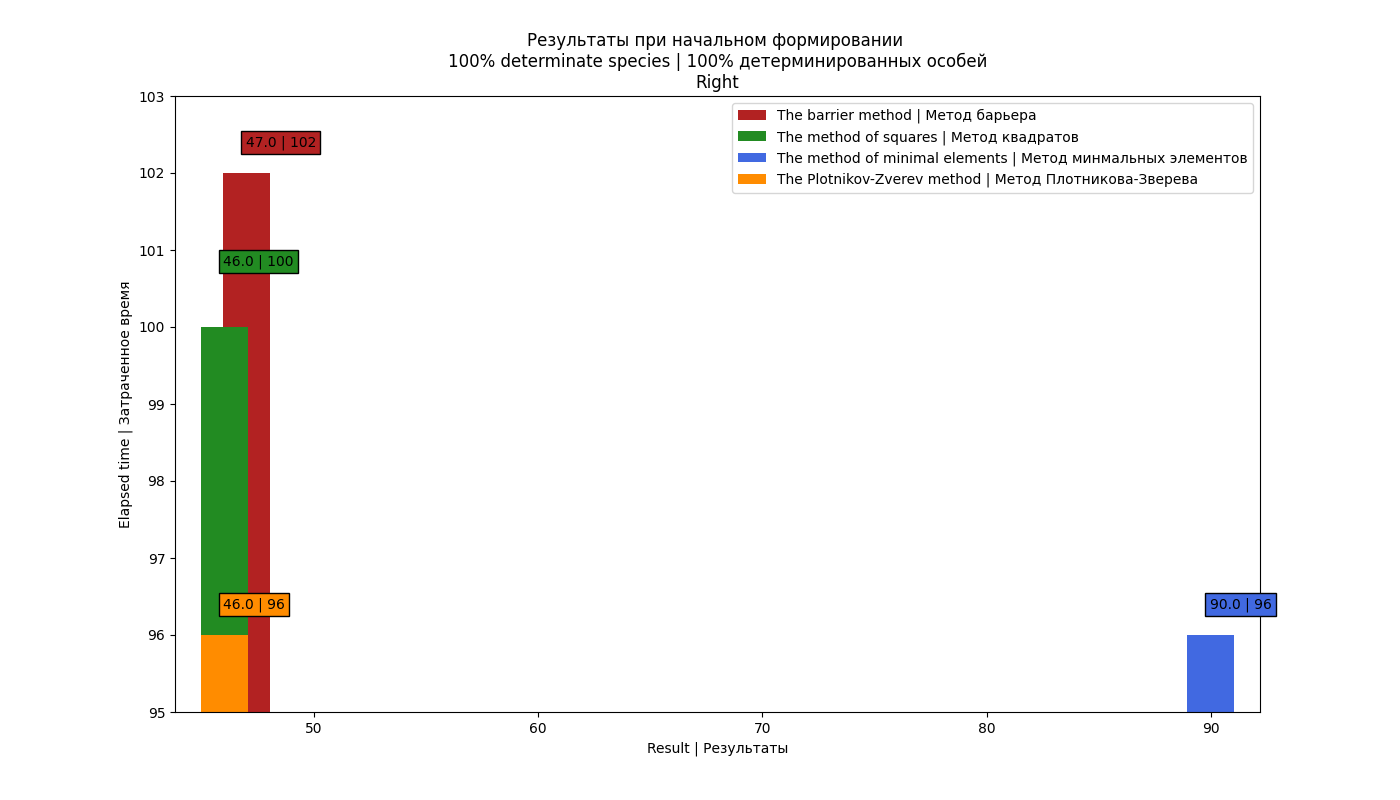 Результаты при начальном формировании
100% determinate species | 100% детерминированных особей
Right
The barrier method | Метод барьера
The method of squares | Метод квадратов
The method of minimal elements | Метод минмальных элементов
The Plotnikov-Zverev method | Метод Плотникова-Зверева
47.0 | 102
46.0 | 100
46.0 | 96
90.0 | 96
Elapsed time | Затраченное время
103
102
101
100
99
98
97
96
95
50 60 70 80 90
Result | Результаты